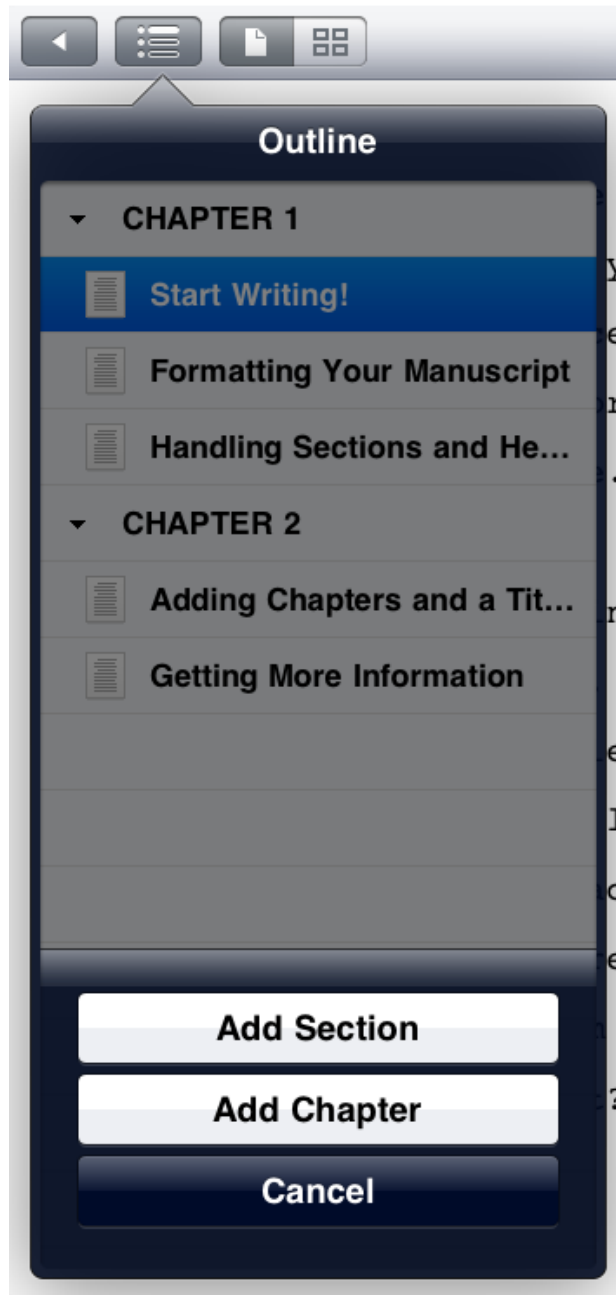 Outline
CHAPTER 1
Start Writing!
Formatting Your Manuscript
Handling Sections and He...
CHAPTER 2
Adding Chapters and a Tit...
Getting More Information
Add Section
Add Chapter
Cancel